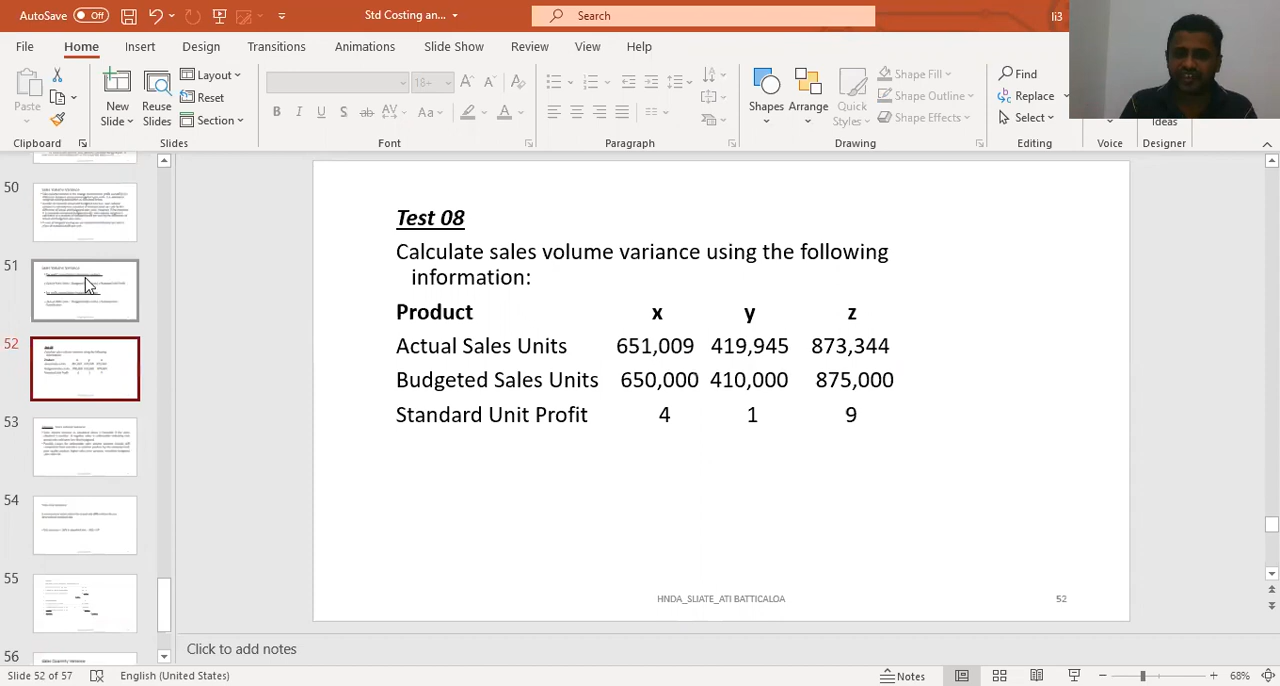 AutoSave Off Std Costing an... Search li3
File Home Insert Design Transitions Animations Slide Show Review View Help
Paste New Slide Reuse Slides Layout Reset Section 18+ A A Shape Fill Shape Outline Shape Effects Shapes Arrange Quick Styles Find Replace Select Ideas
B I U S ab AV Aa A
Clipboard Slides Font Paragraph Drawing Editing Voice Designer
50
51
52
53
54
55
56
Test 08
Calculate sales volume variance using the following
information:
Product x y z
Actual Sales Units 651,009 419,945 873,344
Budgeted Sales Units 650,000 410,000 875,000
Standard Unit Profit 4 1 9
HNDA_SLIATE_ATI BATTICALOA 52
Click to add notes
Slide 52 of 57 English (United States) Notes 68%